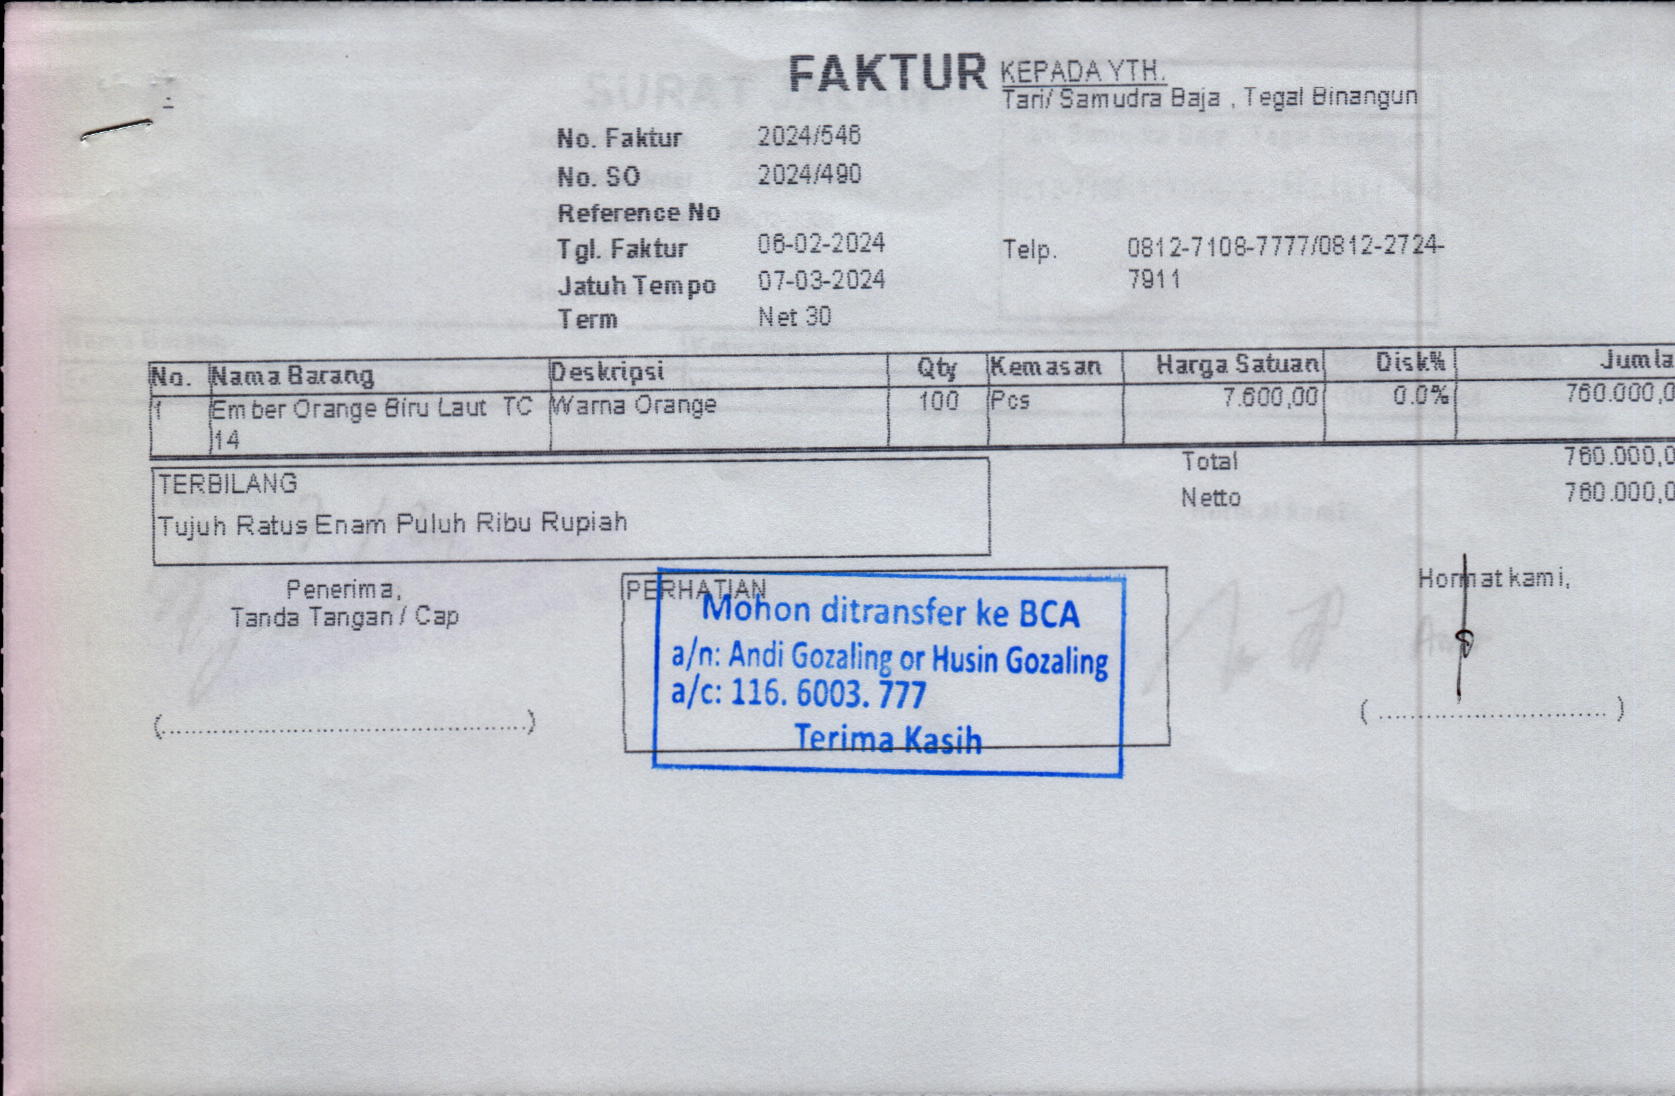 FAKTUR
KEPADA YTH.
Tari/ Samudra Baja , Tegal Binangun
No. Faktur 2024/546
No. SO 2024/490
Reference No
Tgl. Faktur 06-02-2024
Telp. 0812-7108-7777/0812-2724-
7911
Jatuh Tempo 07-03-2024
Term Net 30
No. Nama Barang Deskripsi Qty Kemasan Harga Satuan Disk% Jumla
1 Ember Orange Biru Laut TC Warna Orange 100 Pcs 7.600,00 0.0% 760.000,0
14
Total 760.000,0
Netto 760.000,0
TERBILANG
Tujuh Ratus Enam Puluh Ribu Rupiah
Penerima,
Tanda Tangan / Cap
(................................................)
PERHATIAN
Mohon ditransfer ke BCA
a/n: Andi Gozaling or Husin Gozaling
a/c: 116. 6003. 777
Terima Kasih
Hormat kami,
( .............................. )